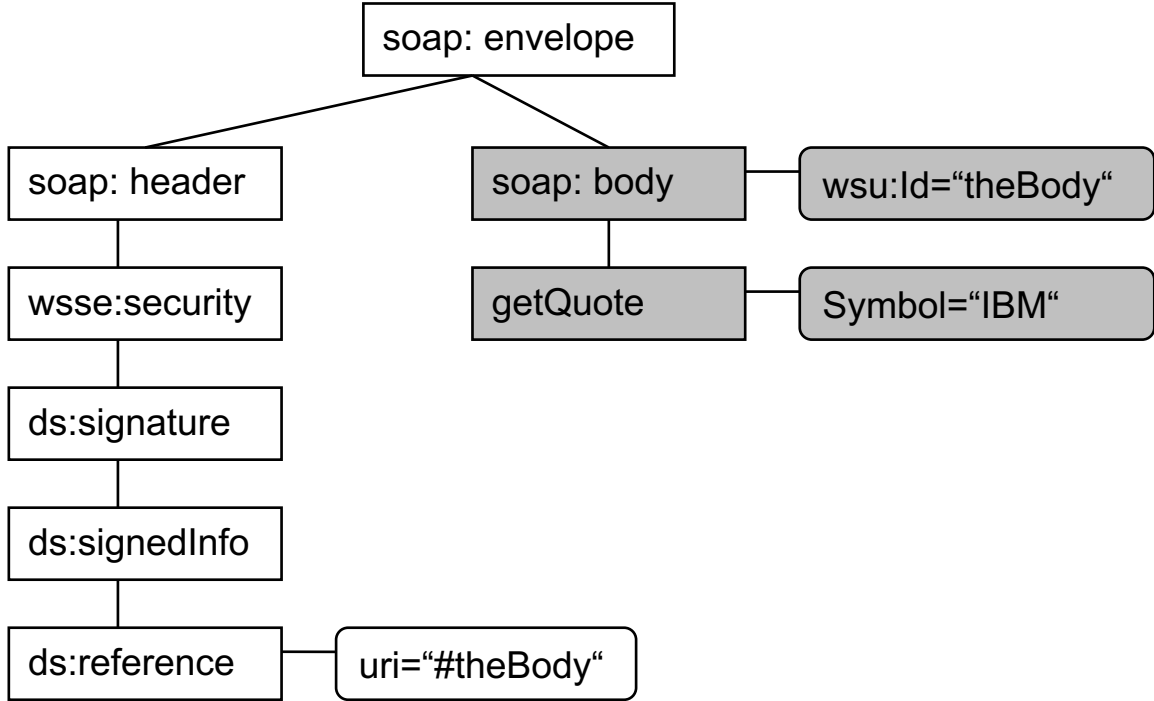 soap: envelope
soap: header
soap: body
wsu:Id=“theBody“
wsse:security
getQuote
Symbol=“IBM“
ds:signature
ds:signedInfo
ds:reference
uri=“#theBody“